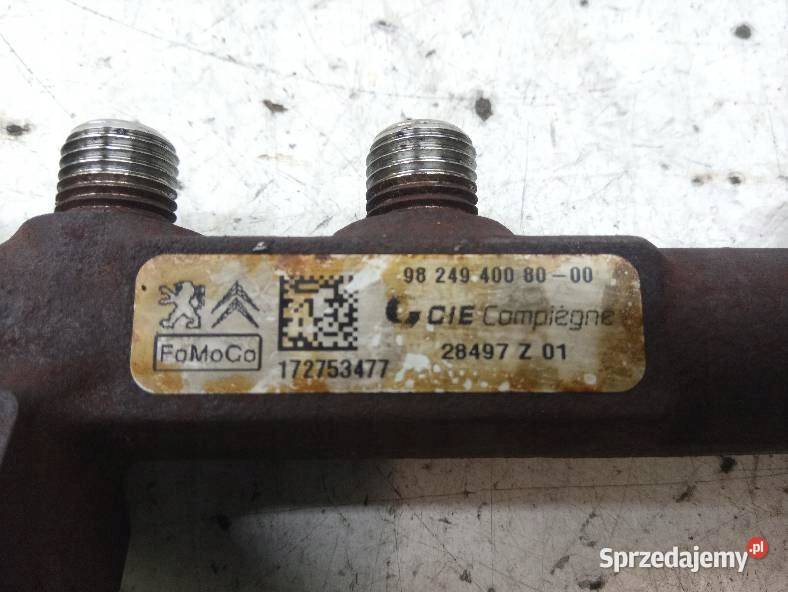 98 249 400 80-00
CIE Compiègne
FoMoCo
172753477
28497 Z 01
Sprzedajemy.pl